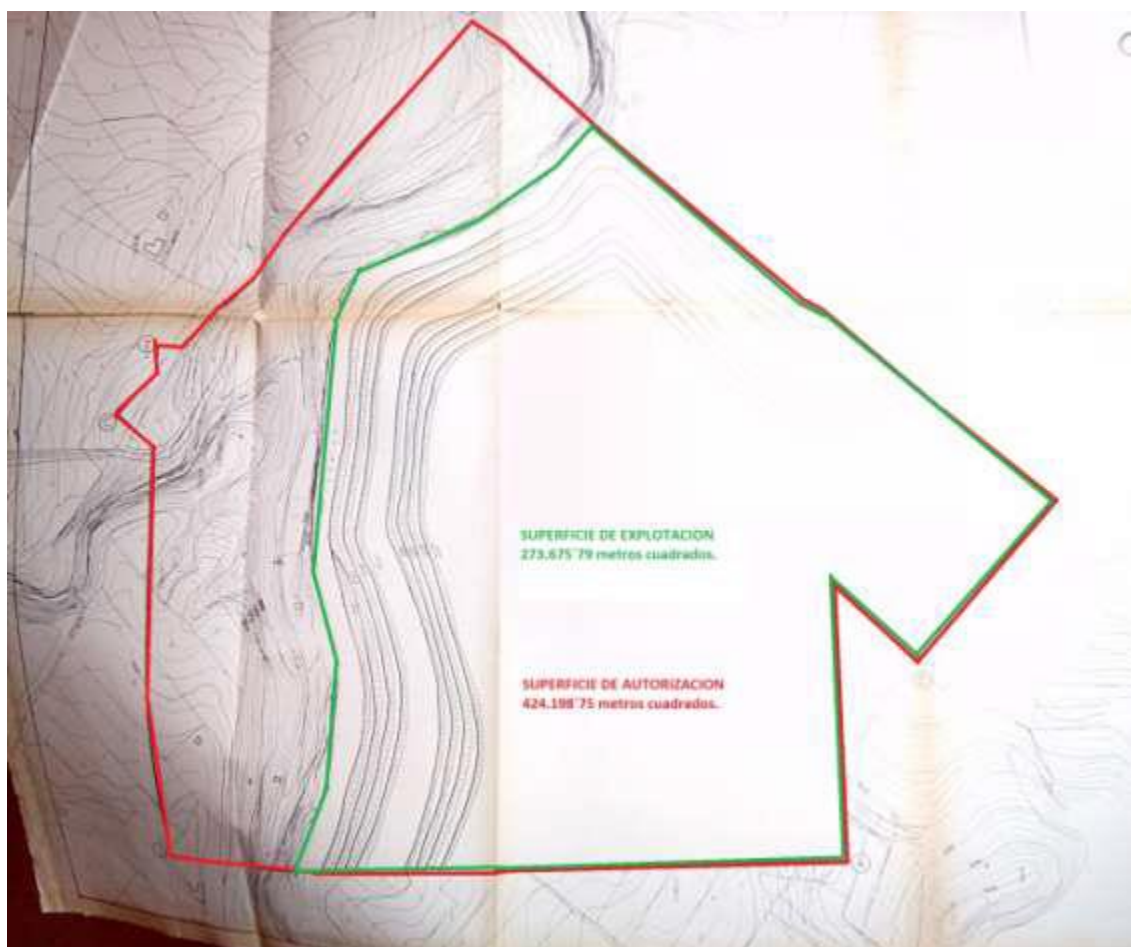 SUPERFICIE DE EXPLOTACION
273.675´79 metros cuadrados.
SUPERFICIE DE AUTORIZACION
424.198´75 metros cuadrados.